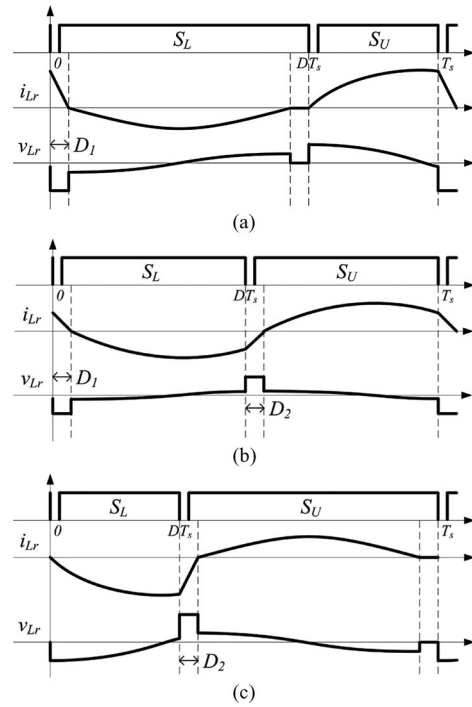 S_L S_U
0 DT_s T_s
i_Lr
D_1
v_Lr
(a)
S_L S_U
0 DT_s T_s
i_Lr
D_1
v_Lr
D_2
(b)
S_L S_U
0 DT_s T_s
i_Lr
v_Lr
D_2
(c)